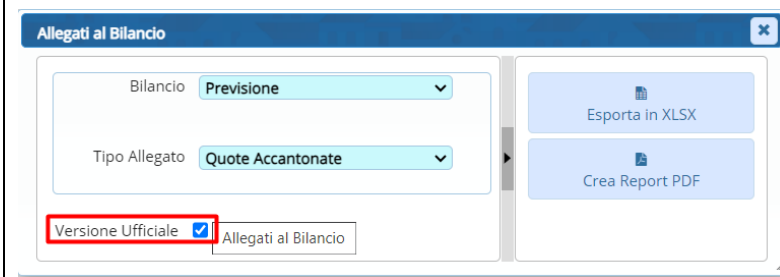 Allegati al Bilancio
Bilancio Previsione
Tipo Allegato Quote Accantonate
Versione Ufficiale
Allegati al Bilancio
Esporta in XLSX
Crea Report PDF